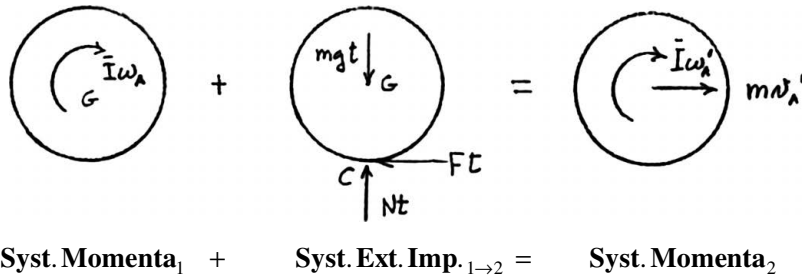 Īω_A
G
+
mgt
G
C
Ft
Nt
=
Īω_A'
mv_A'
Syst. Momenta₁ + Syst. Ext. Imp. ₁→₂ = Syst. Momenta₂